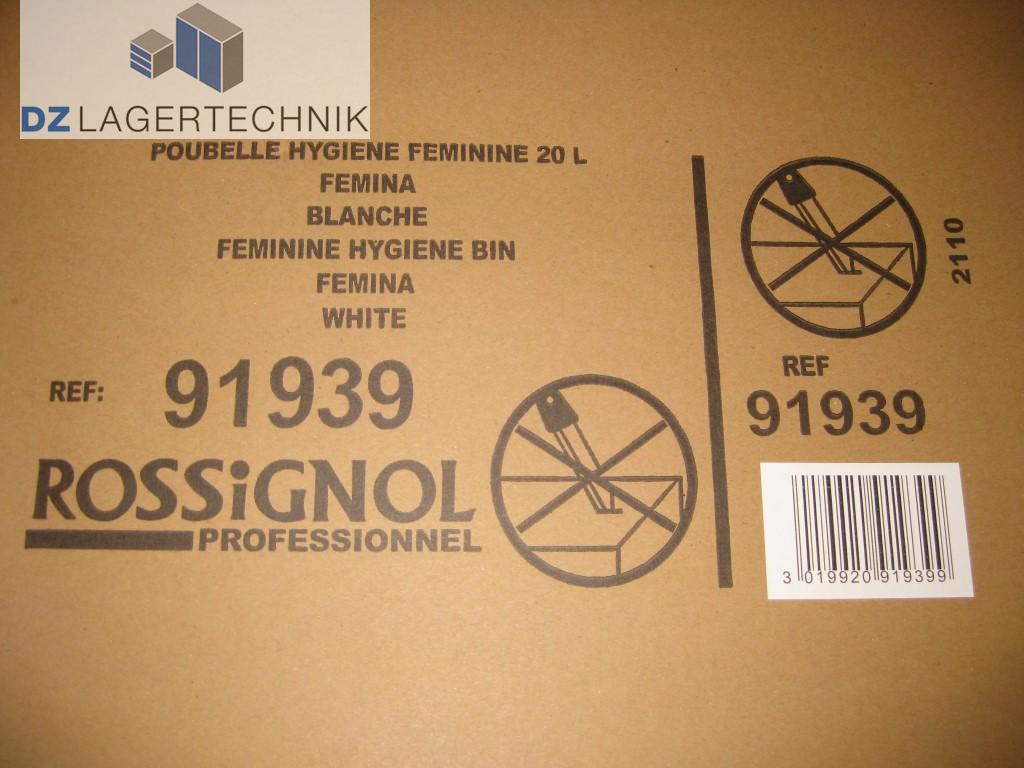 DZ LAGERTECHNIK
POUBELLE HYGIENE FEMININE 20 L
FEMINA
BLANCHE
FEMININE HYGIENE BIN
FEMINA
WHITE
REF: 91939
ROSSiGNOL
PROFESSIONNEL
2110
REF
91939
3 019920 919399